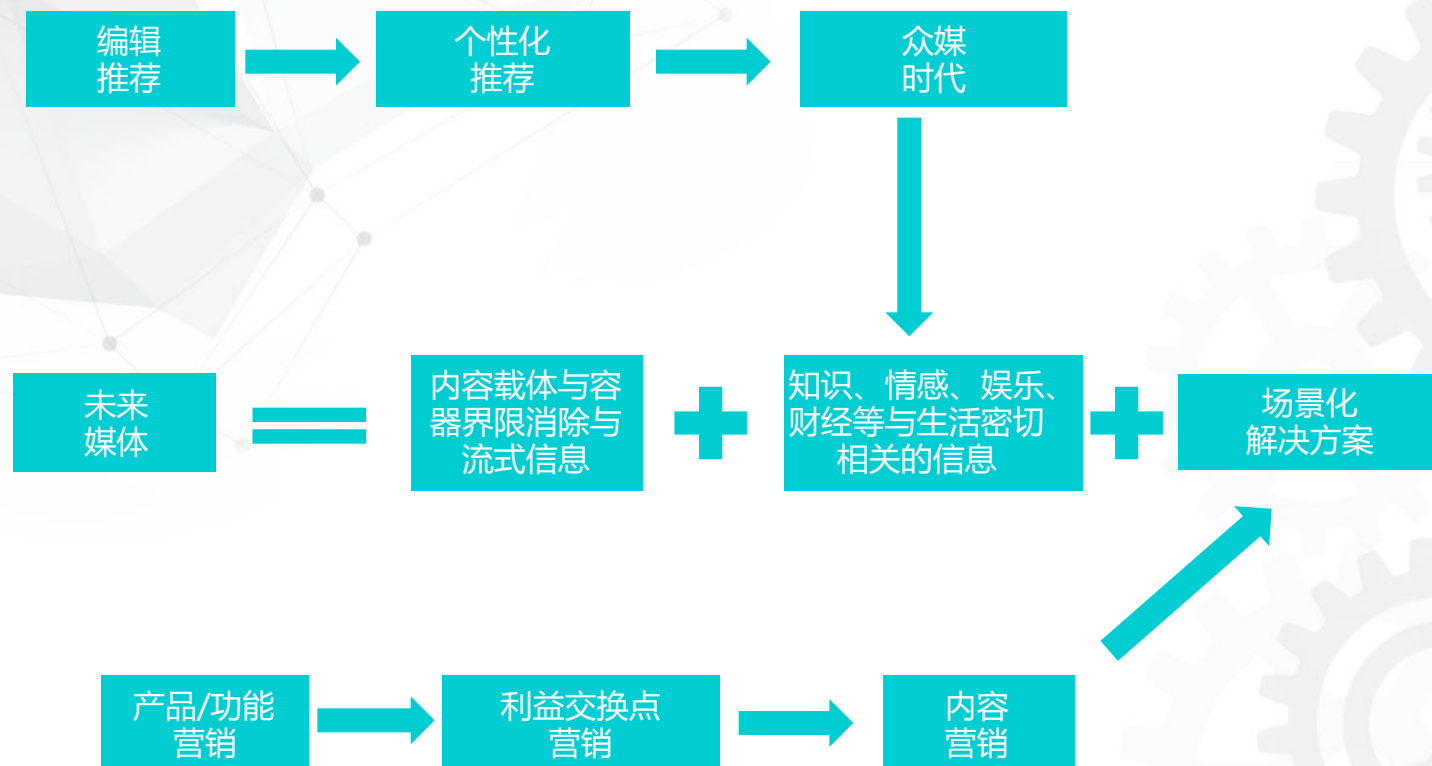 编辑
推荐
个性化
推荐
众媒
时代
未来
媒体
内容载体与容
器界限消除与
流式信息
知识、情感、娱乐、
财经等与生活密切
相关的信息
场景化
解决方案
产品/功能
营销
利益交换点
营销
内容
营销